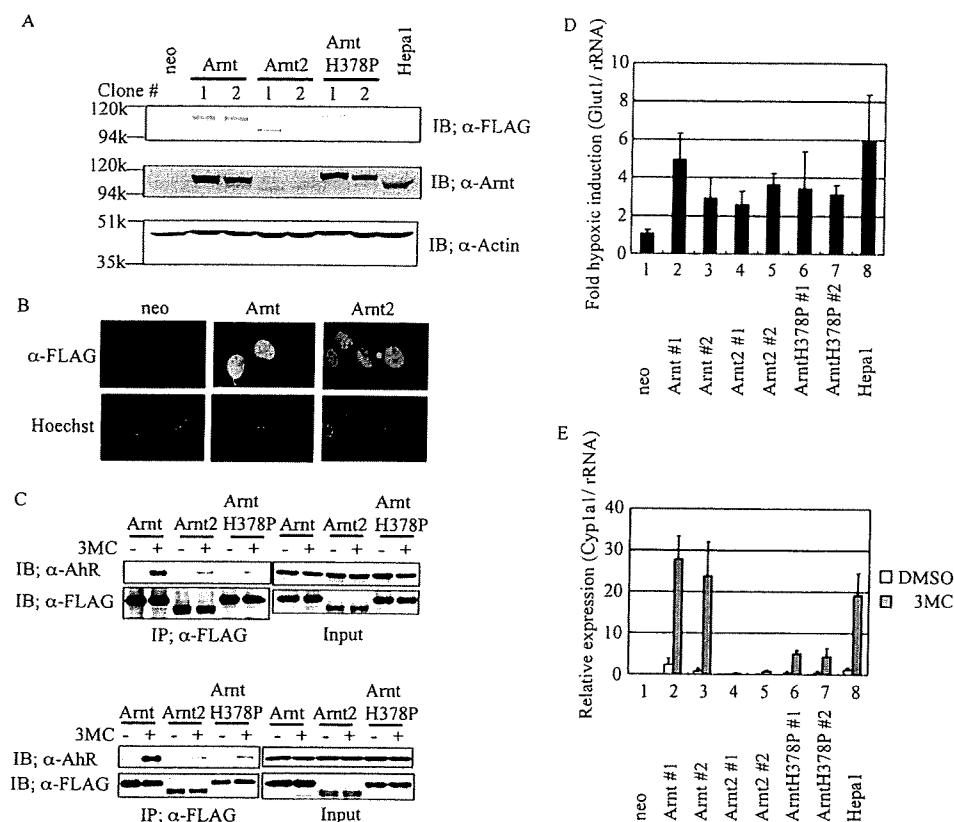 A
neo
Arnt
Arnt2
Arnt
H378P
Hepa1
Clone #
1 2 1 2 1 2
120k
94k
IB; α-FLAG
120k
94k
IB; α-Arnt
51k
35k
IB; α-Actin
B
neo
Arnt
Arnt2
α-FLAG
Hoechst
C
Arnt
Arnt2
Arnt
H378P
Arnt
Arnt2
Arnt
H378P
3MC
- + - + - + - + - + - +
IB; α-AhR
IB; α-FLAG
IP; α-FLAG
Input
Arnt
Arnt2
Arnt
H378P
Arnt
Arnt2
Arnt
H378P
3MC
- + - + - + - + - + - +
IB; α-AhR
IB; α-FLAG
IP; α-FLAG
Input
D
Fold hypoxic induction (Glut1/ rRNA)
10
8
6
4
2
0
1 2 3 4 5 6 7 8
neo
Arnt #1
Arnt #2
Arnt2 #1
Arnt2 #2
ArntH378P #1
ArntH378P #2
Hepa1
E
Relative expression (Cyp1a1/ rRNA)
40
30
20
10
0
DMSO
3MC
1 2 3 4 5 6 7 8
neo
Arnt #1
Arnt #2
Arnt2 #1
Arnt2 #2
ArntH378P #1
ArntH378P #2
Hepa1